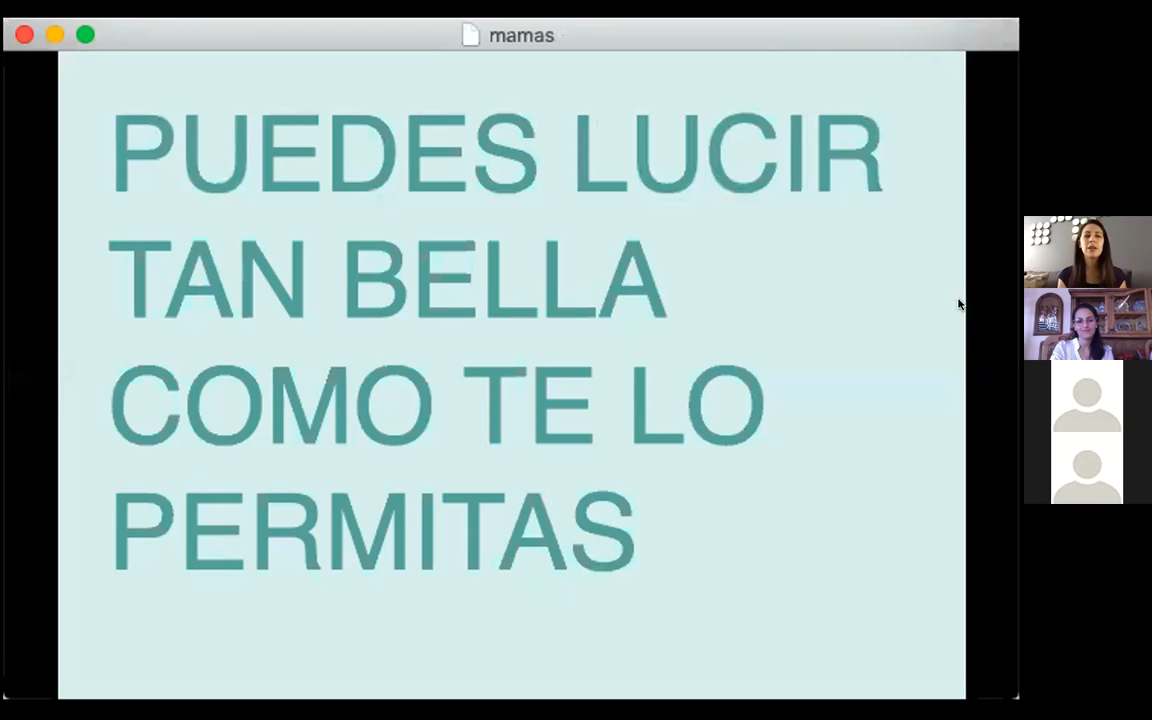 mamas
PUEDES LUCIR
TAN BELLA
COMO TE LO
PERMITAS